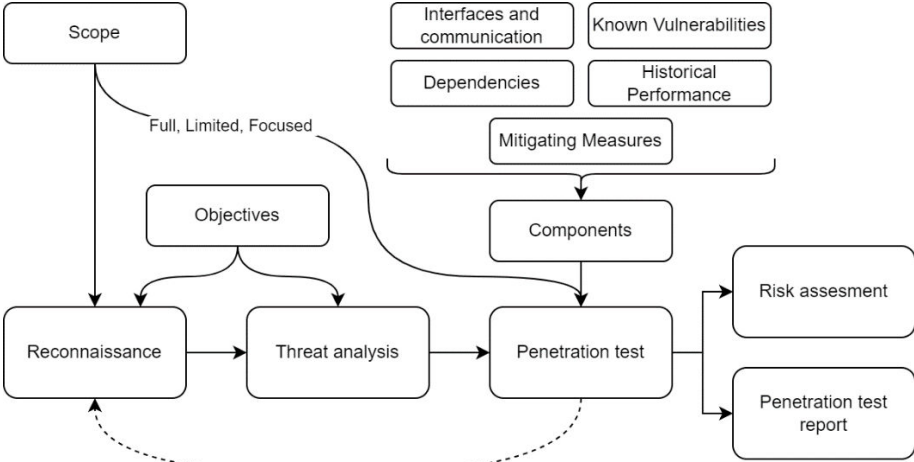 Scope
Interfaces and
communication
Known Vulnerabilities
Dependencies
Historical
Performance
Full, Limited, Focused
Mitigating Measures
Objectives
Components
Risk assesment
Reconnaissance
Threat analysis
Penetration test
Penetration test
report